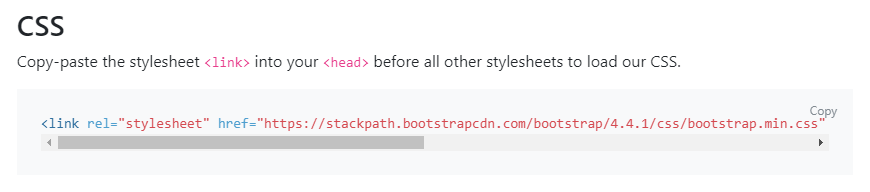 CSS
Copy-paste the stylesheet <link> into your <head> before all other stylesheets to load our CSS.
Copy
<link rel="stylesheet" href="https://stackpath.bootstrapcdn.com/bootstrap/4.4.1/css/bootstrap.min.css"